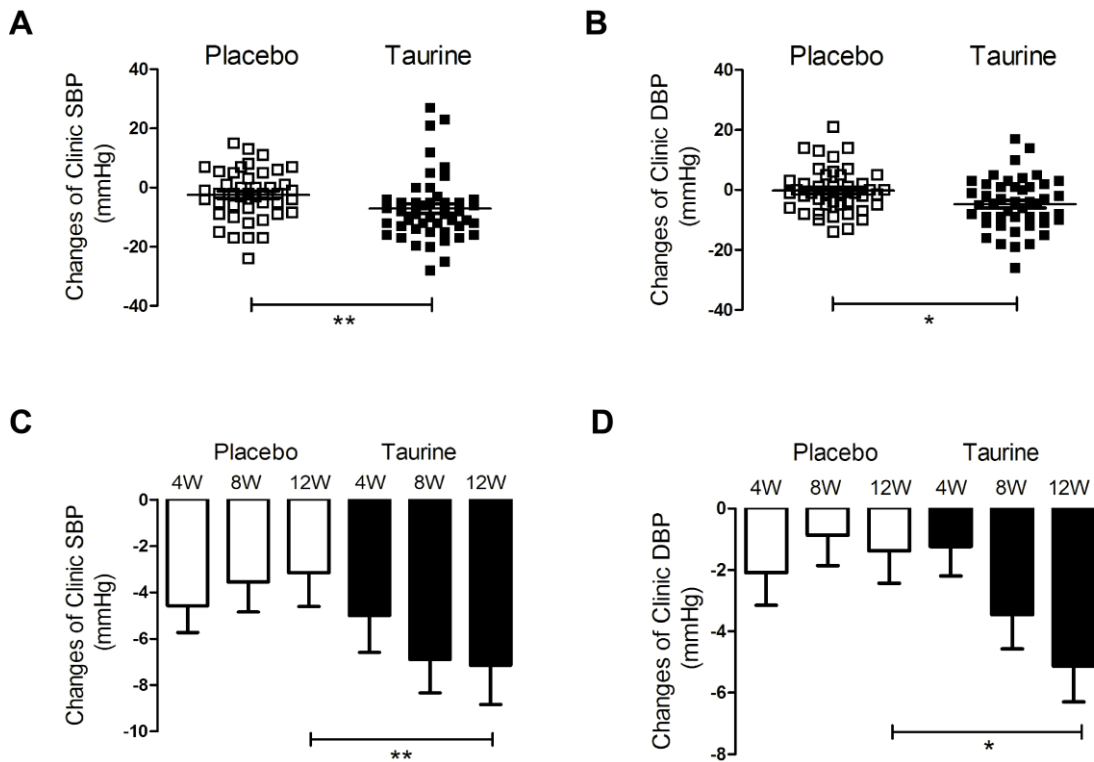 A
Placebo Taurine
Changes of Clinic SBP
(mmHg)
40
20
0
-20
-40
**
B
Placebo Taurine
Changes of Clinic DBP
(mmHg)
40
20
0
-20
-40
*
C
Placebo Taurine
4W 8W 12W 4W 8W 12W
Changes of Clinic SBP
(mmHg)
0
-2
-4
-6
-8
-10
**
D
Placebo Taurine
4W 8W 12W 4W 8W 12W
Changes of Clinic DBP
(mmHg)
0
-2
-4
-6
-8
*